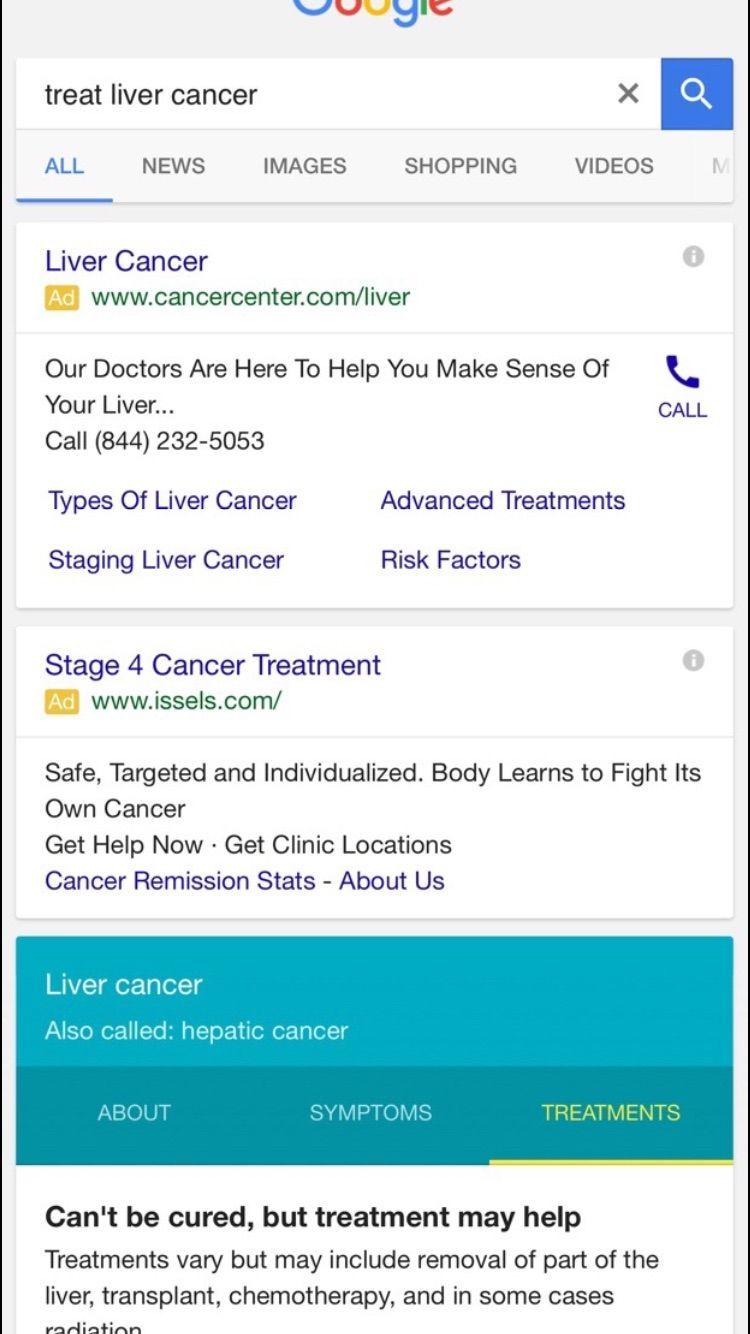 Google
treat liver cancer
ALL NEWS IMAGES SHOPPING VIDEOS M
Liver Cancer
Ad www.cancercenter.com/liver
Our Doctors Are Here To Help You Make Sense Of
Your Liver...
Call (844) 232-5053
CALL
Types Of Liver Cancer Advanced Treatments
Staging Liver Cancer Risk Factors
Stage 4 Cancer Treatment
Ad www.issels.com/
Safe, Targeted and Individualized. Body Learns to Fight Its
Own Cancer
Get Help Now · Get Clinic Locations
Cancer Remission Stats - About Us
Liver cancer
Also called: hepatic cancer
ABOUT SYMPTOMS TREATMENTS
Can't be cured, but treatment may help
Treatments vary but may include removal of part of the
liver, transplant, chemotherapy, and in some cases
radiation